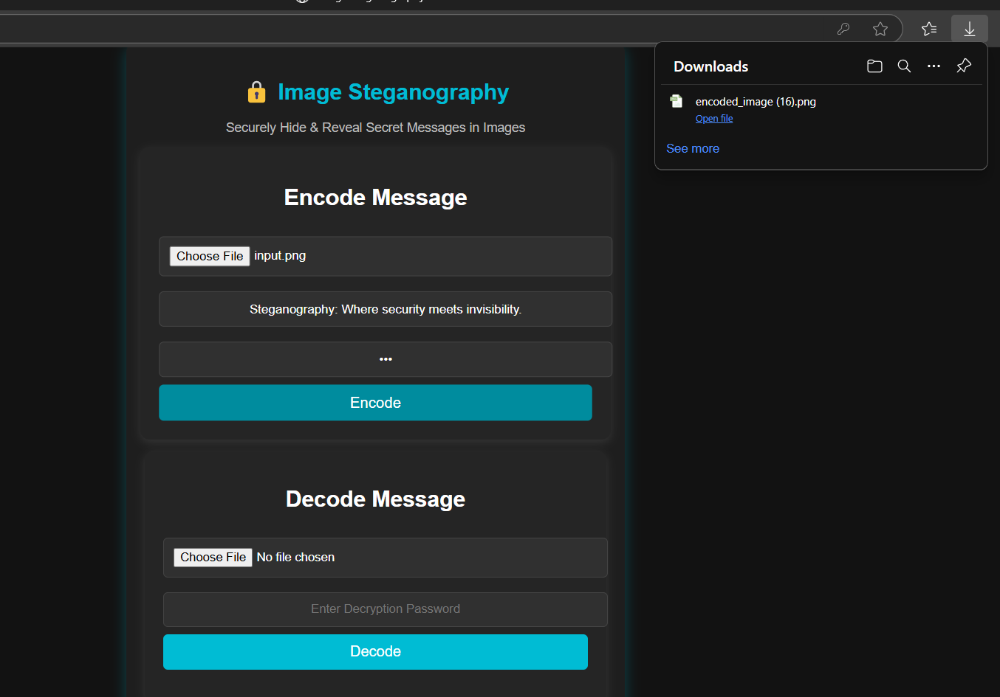 Downloads
encoded_image (16).png
Open file
See more
Image Steganography
Securely Hide & Reveal Secret Messages in Images
Encode Message
Choose File input.png
Steganography: Where security meets invisibility.
•••
Encode
Decode Message
Choose File No file chosen
Enter Decryption Password
Decode